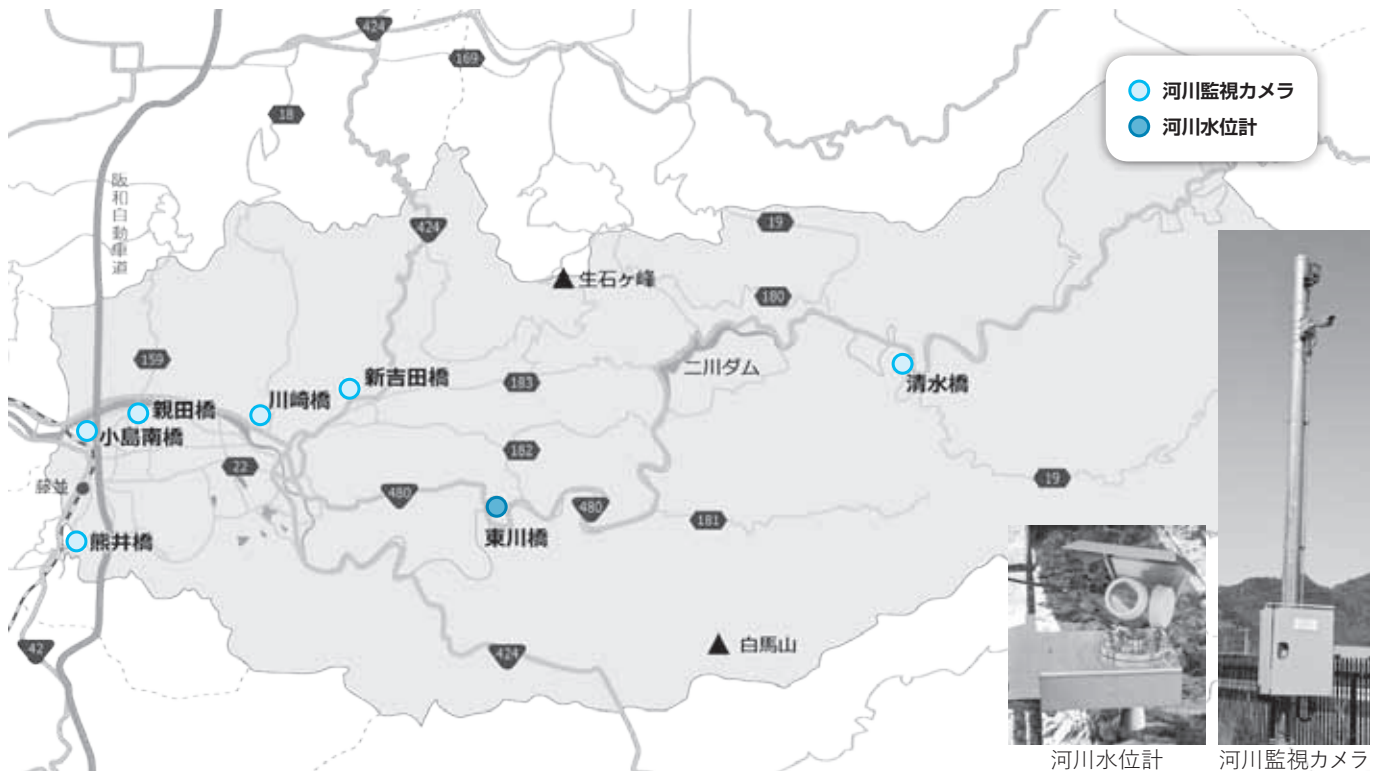 424
169
河川監視カメラ
河川水位計
18
阪和自動車道
19
424
生石ヶ峰
180
159
二川ダム
新吉田橋
183
清水橋
川﨑橋
親田橋
小島南橋
182
22
19
藤並
480
480
181
東川橋
熊井橋
42
424
白馬山
河川水位計
河川監視カメラ